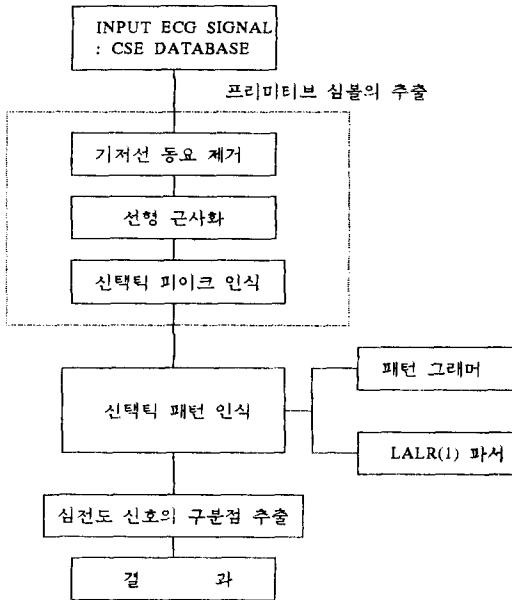 INPUT ECG SIGNAL
: CSE DATABASE
프리미티브 심볼의 추출
기저선 동요 제거
선형 근사화
신택틱 피이크 인식
신택틱 패턴 인식
패턴 그래머
LALR(1) 파서
심전도 신호의 구분점 추출
결 과